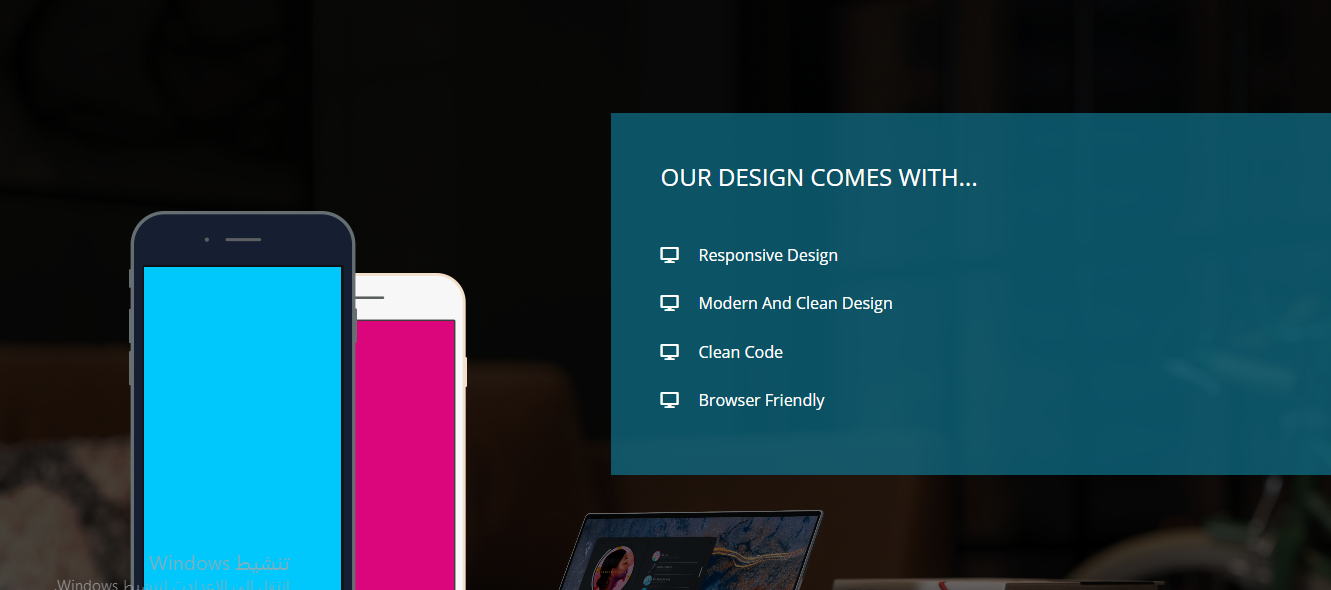 OUR DESIGN COMES WITH...
Responsive Design
Modern And Clean Design
Clean Code
Browser Friendly
تنشيط Windows
انتقل إلى الإعدادات لتنشيط Windows.